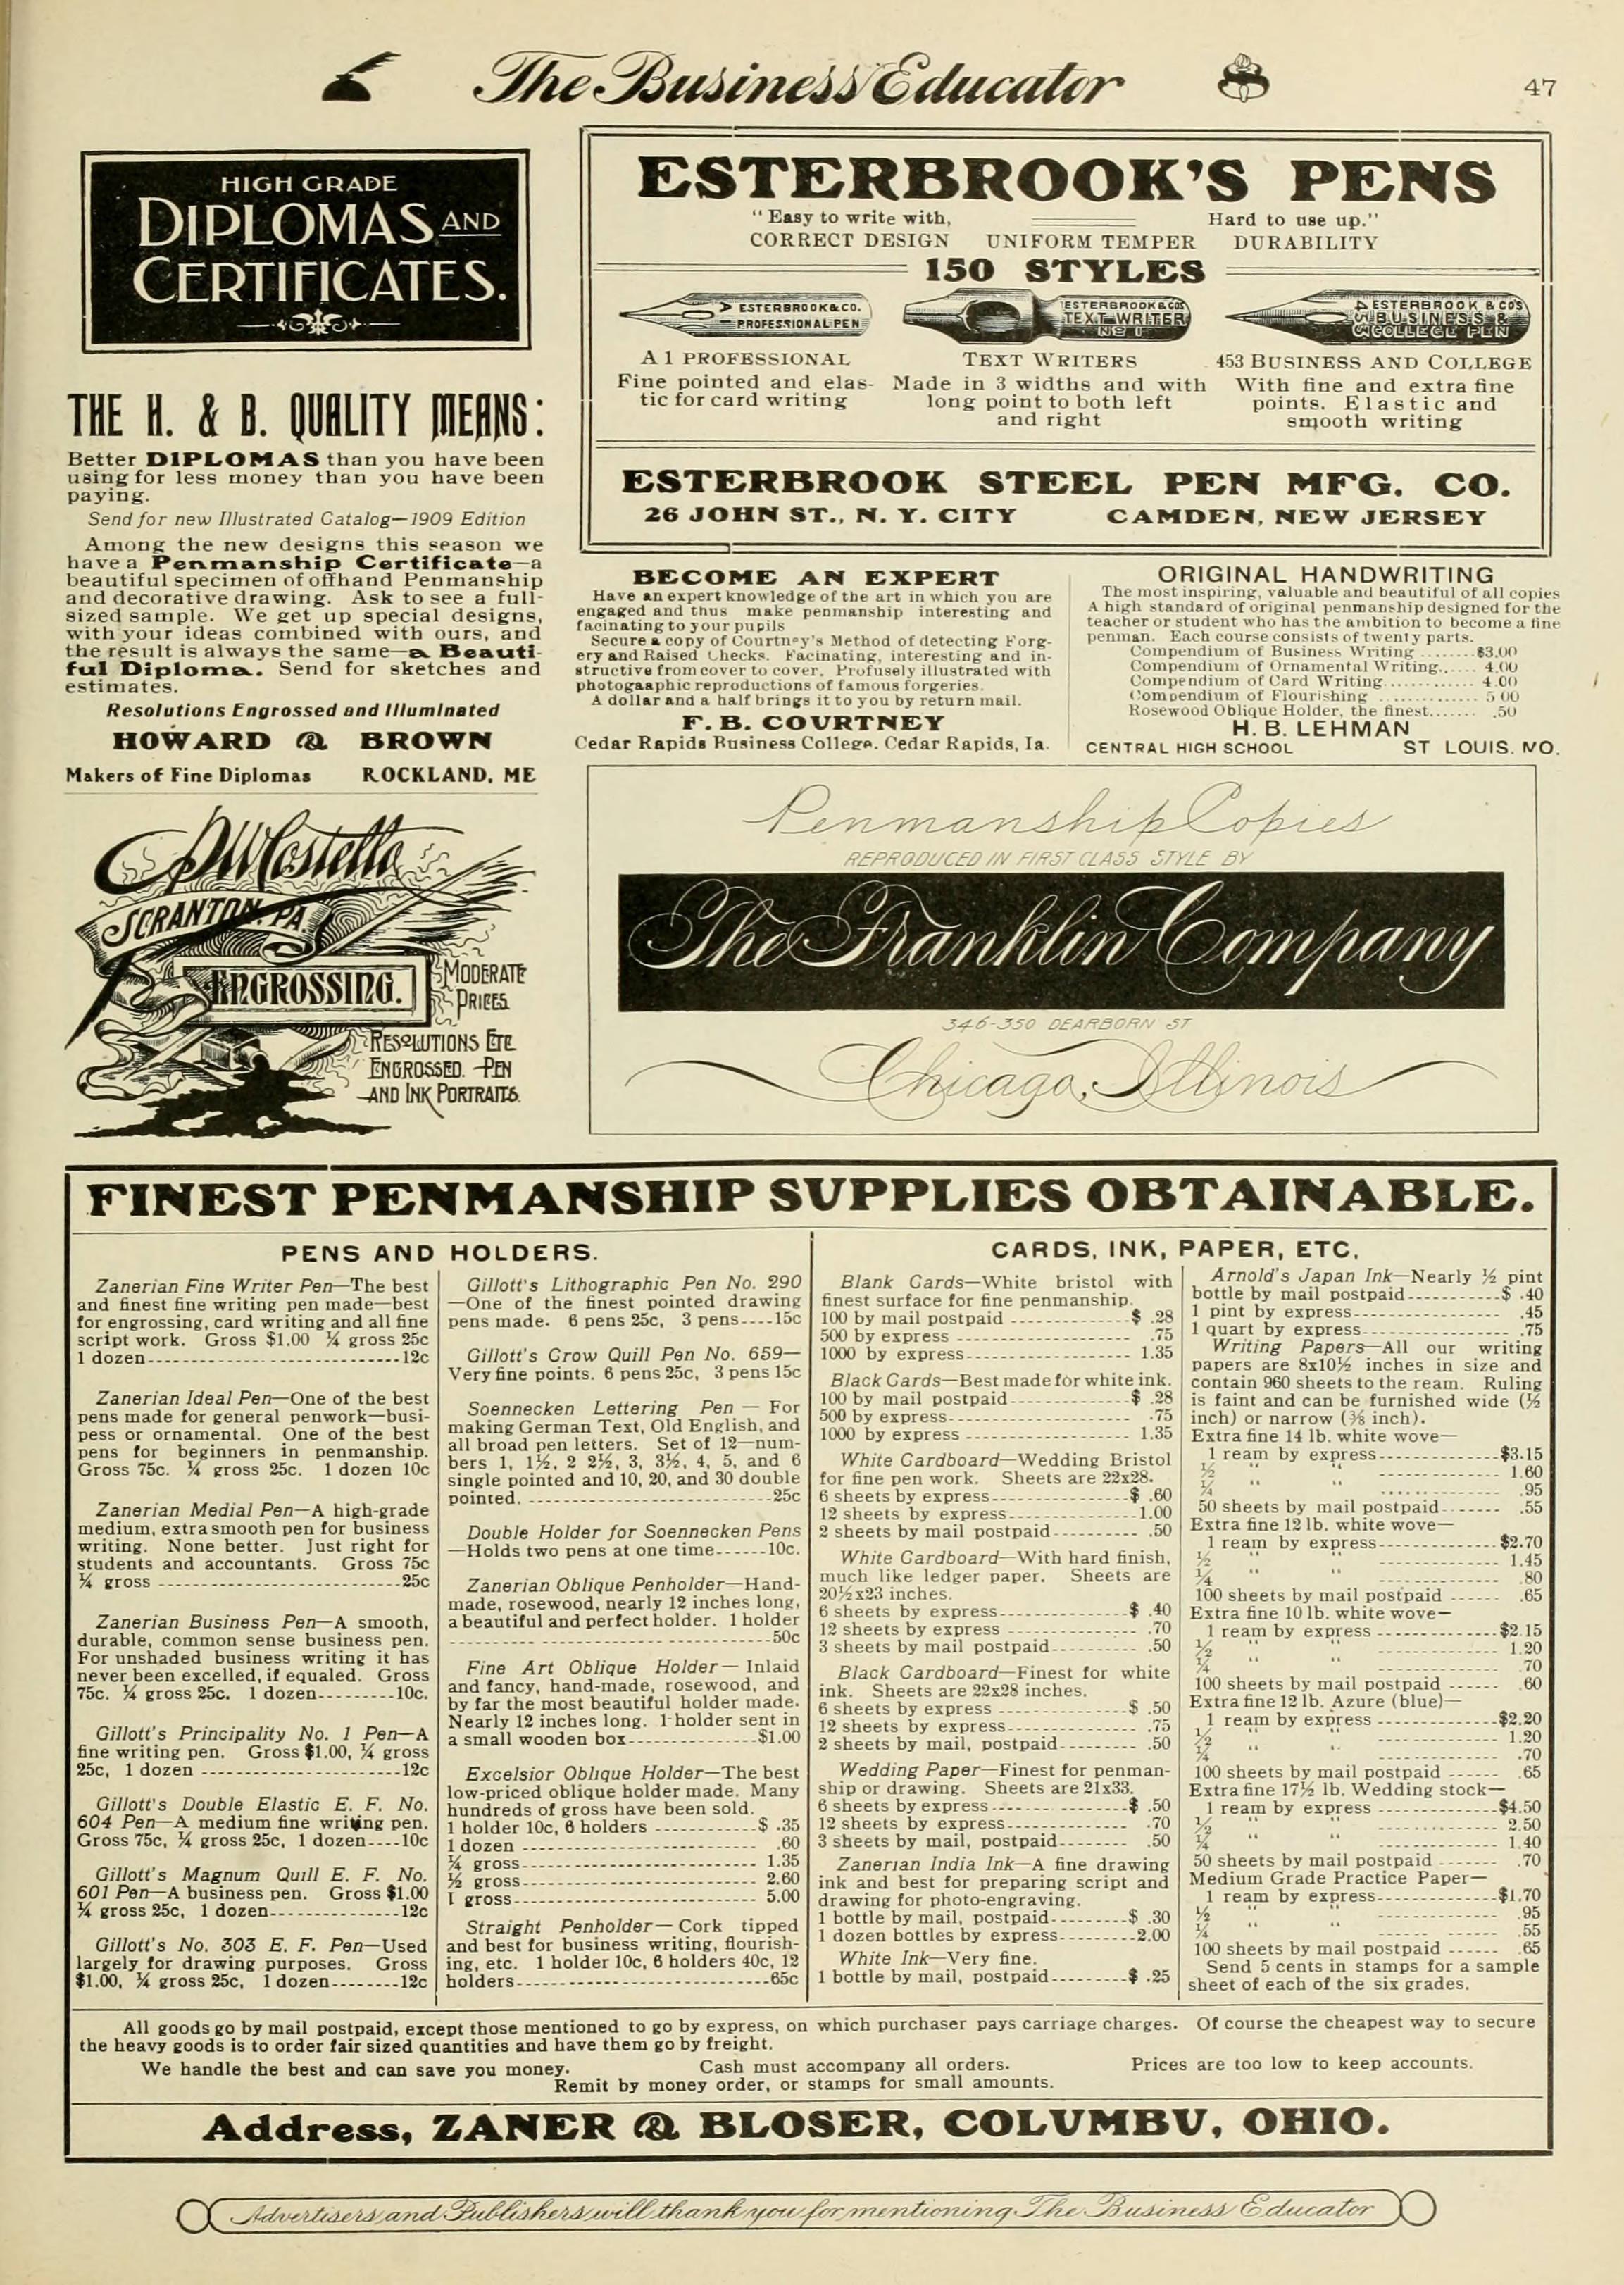 The Business Educator
47
HIGH GRADE
DIPLOMAS AND
CERTIFICATES.
THE H. & B. QUALITY MEANS:
Better DIPLOMAS than you have been
using for less money than you have been
paying.
Send for new Illustrated Catalog—1909 Edition
Among the new designs this season we
have a Penmanship Certificate—a
beautiful specimen of offhand Penmanship
and decorative drawing. Ask to see a full-
sized sample. We get up special designs,
with your ideas combined with ours, and
the result is always the same—a Beauti-
ful Diploma. Send for sketches and
estimates.
Resolutions Engrossed and Illuminated
HOWARD & BROWN
Makers of Fine Diplomas ROCKLAND, ME
P.W. Costello
SCRANTON, PA.
ENGROSSING.
MODERATE
PRICES
RESOLUTIONS ETC.
ENGROSSED. PEN
AND INK PORTRAITS.
ESTERBROOK'S PENS
"Easy to write with, Hard to use up."
CORRECT DESIGN UNIFORM TEMPER DURABILITY
150 STYLES
ESTERBROOK & CO.
PROFESSIONAL PEN
ESTERBROOK & CO'S
TEXT WRITER
No 1
ESTERBROOK & CO'S
453 BUSINESS &
COLLEGE PEN
A 1 PROFESSIONAL
Fine pointed and elas-
tic for card writing
TEXT WRITERS
Made in 3 widths and with
long point to both left
and right
453 BUSINESS AND COLLEGE
With fine and extra fine
points. Elastic and
smooth writing
ESTERBROOK STEEL PEN MFG. CO.
26 JOHN ST., N. Y. CITY CAMDEN, NEW JERSEY
BECOME AN EXPERT
Have an expert knowledge of the art in which you are
engaged and thus make penmanship interesting and
facinating to your pupils
Secure a copy of Courtney's Method of detecting Forg-
ery and Raised Checks. Facinating, interesting and in-
structive from cover to cover. Profusely illustrated with
photogaaphic reproductions of famous forgeries.
A dollar and a half brings it to you by return mail.
F. B. COURTNEY
Cedar Rapids Business College. Cedar Rapids, Ia.
ORIGINAL HANDWRITING
The most inspiring, valuable and beautiful of all copies
A high standard of original penmanship designed for the
teacher or student who has the ambition to become a fine
penman. Each course consists of twenty parts.
Compendium of Business Writing ........$3.00
Compendium of Ornamental Writing....... 4.00
Compendium of Card Writing............. 4.00
Compendium of Flourishing .............. 5 00
Rosewood Oblique Holder, the finest....... .50
H. B. LEHMAN
CENTRAL HIGH SCHOOL ST LOUIS. MO.
Penmanship Copies
REPRODUCED IN FIRST CLASS STYLE BY
The Franklin Company
346-350 DEARBORN ST
Chicago, Illinois
FINEST PENMANSHIP SUPPLIES OBTAINABLE.
PENS AND HOLDERS.
Zanerian Fine Writer Pen—The best
and finest fine writing pen made—best
for engrossing, card writing and all fine
script work. Gross $1.00 ¼ gross 25c
1 dozen----------12c
Zanerian Ideal Pen—One of the best
pens made for general penwork—busi-
pess or ornamental. One of the best
pens for beginners in penmanship.
Gross 75c. ¼ gross 25c. 1 dozen 10c
Zanerian Medial Pen—A high-grade
medium, extra smooth pen for business
writing. None better. Just right for
students and accountants. Gross 75c
¼ gross ----------25c
Zanerian Business Pen—A smooth,
durable, common sense business pen.
For unshaded business writing it has
never been excelled, if equaled. Gross
75c. ¼ gross 25c. 1 dozen---------10c.
Gillott's Principality No. 1 Pen—A
fine writing pen. Gross $1.00, ¼ gross
25c, 1 dozen ----------12c
Gillott's Double Elastic E. F. No.
604 Pen—A medium fine writing pen.
Gross 75c, ¼ gross 25c, 1 dozen----10c
Gillott's Magnum Quill E. F. No.
601 Pen—A business pen. Gross $1.00
¼ gross 25c, 1 dozen----------12c
Gillott's No. 303 E. F. Pen—Used
largely for drawing purposes. Gross
$1.00, ¼ gross 25c, 1 dozen--------12c
Gillott's Lithographic Pen No. 290
—One of the finest pointed drawing
pens made. 6 pens 25c, 3 pens----15c
Gillott's Crow Quill Pen No. 659—
Very fine points. 6 pens 25c, 3 pens 15c
Soennecken Lettering Pen — For
making German Text, Old English, and
all broad pen letters. Set of 12—num-
bers 1, 1½, 2 2½, 3, 3½, 4, 5, and 6
single pointed and 10, 20, and 30 double
pointed. ----------25c
Double Holder for Soennecken Pens
—Holds two pens at one time------10c.
Zanerian Oblique Penholder—Hand-
made, rosewood, nearly 12 inches long,
a beautiful and perfect holder. 1 holder
----------50c
Fine Art Oblique Holder—Inlaid
and fancy, hand-made, rosewood, and
by far the most beautiful holder made.
Nearly 12 inches long. 1 holder sent in
a small wooden box----------$1.00
Excelsior Oblique Holder—The best
low-priced oblique holder made. Many
hundreds of gross have been sold.
1 holder 10c, 6 holders ----------$ .35
1 dozen ---------- .60
¼ gross---------- 1.35
½ gross---------- 2.60
1 gross---------- 5.00
Straight Penholder—Cork tipped
and best for business writing, flourish-
ing, etc. 1 holder 10c, 6 holders 40c, 12
holders----------65c
CARDS, INK, PAPER, ETC.
Blank Cards—White bristol with
finest surface for fine penmanship.
100 by mail postpaid ----------$ .28
500 by express ---------- .75
1000 by express---------- 1.35
Black Cards—Best made for white ink.
100 by mail postpaid----------$ .28
500 by express---------- .75
1000 by express ---------- 1.35
White Cardboard—Wedding Bristol
for fine pen work. Sheets are 22x28.
6 sheets by express----------$ .60
12 sheets by express----------1.00
2 sheets by mail postpaid---------- .50
White Cardboard—With hard finish,
much like ledger paper. Sheets are
20½x23 inches.
6 sheets by express----------$ .40
12 sheets by express ---------- .70
3 sheets by mail postpaid---------- .50
Black Cardboard—Finest for white
ink. Sheets are 22x28 inches.
6 sheets by express ----------$ .50
12 sheets by express---------- .75
2 sheets by mail, postpaid--------- .50
Wedding Paper—Finest for penman-
ship or drawing. Sheets are 21x33.
6 sheets by express----------$ .50
12 sheets by express---------- .70
3 sheets by mail, postpaid-------- .50
Zanerian India Ink—A fine drawing
ink and best for preparing script and
drawing for photo-engraving.
1 bottle by mail, postpaid---------$ .30
1 dozen bottles by express---------2.00
White Ink—Very fine.
1 bottle by mail, postpaid---------$ .25
Arnold's Japan Ink—Nearly ½ pint
bottle by mail postpaid----------$ .40
1 pint by express---------- .45
1 quart by express---------- .75
Writing Papers—All our writing
papers are 8x10½ inches in size and
contain 960 sheets to the ream. Ruling
is faint and can be furnished wide (½
inch) or narrow (⅜ inch).
Extra fine 14 lb. white wove—
1 ream by express----------$3.15
½ " " ---------- 1.60
¼ " " ---------- .95
50 sheets by mail postpaid------- .55
Extra fine 12 lb. white wove—
1 ream by express----------$2.70
½ " " ---------- 1.45
¼ " " ---------- .80
100 sheets by mail postpaid ------ .65
Extra fine 10 lb. white wove—
1 ream by express ----------$2.15
½ " " ---------- 1.20
¼ " " ---------- .70
100 sheets by mail postpaid ------ .60
Extra fine 12 lb. Azure (blue)—
1 ream by express ----------$2.20
½ " " ---------- 1.20
¼ " " ---------- .70
100 sheets by mail postpaid ------ .65
Extra fine 17½ lb. Wedding stock—
1 ream by express ----------$4.50
½ " " ---------- 2.50
¼ " " ---------- 1.40
50 sheets by mail postpaid ------- .70
Medium Grade Practice Paper—
1 ream by express----------$1.70
½ " " ---------- .95
¼ " " ---------- .55
100 sheets by mail postpaid ------ .65
Send 5 cents in stamps for a sample
sheet of each of the six grades.
All goods go by mail postpaid, except those mentioned to go by express, on which purchaser pays carriage charges. Of course the cheapest way to secure
the heavy goods is to order fair sized quantities and have them go by freight.
We handle the best and can save you money. Cash must accompany all orders. Prices are too low to keep accounts.
Remit by money order, or stamps for small amounts.
Address, ZANER & BLOSER, COLUMBU, OHIO.
Advertisers and Publishers will thank you for mentioning The Business Educator